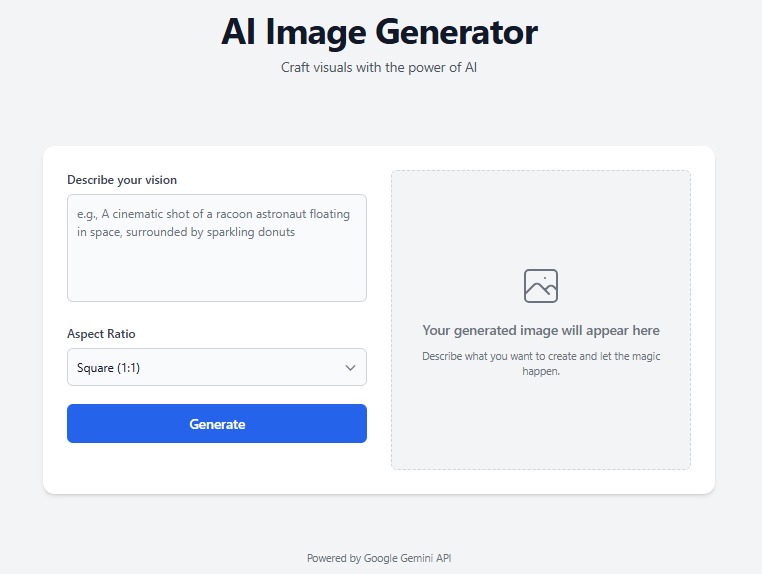 AI Image Generator
Craft visuals with the power of AI
Describe your vision
e.g., A cinematic shot of a racoon astronaut floating
in space, surrounded by sparkling donuts
Aspect Ratio
Square (1:1)
Generate
Your generated image will appear here
Describe what you want to create and let the magic
happen.
Powered by Google Gemini API